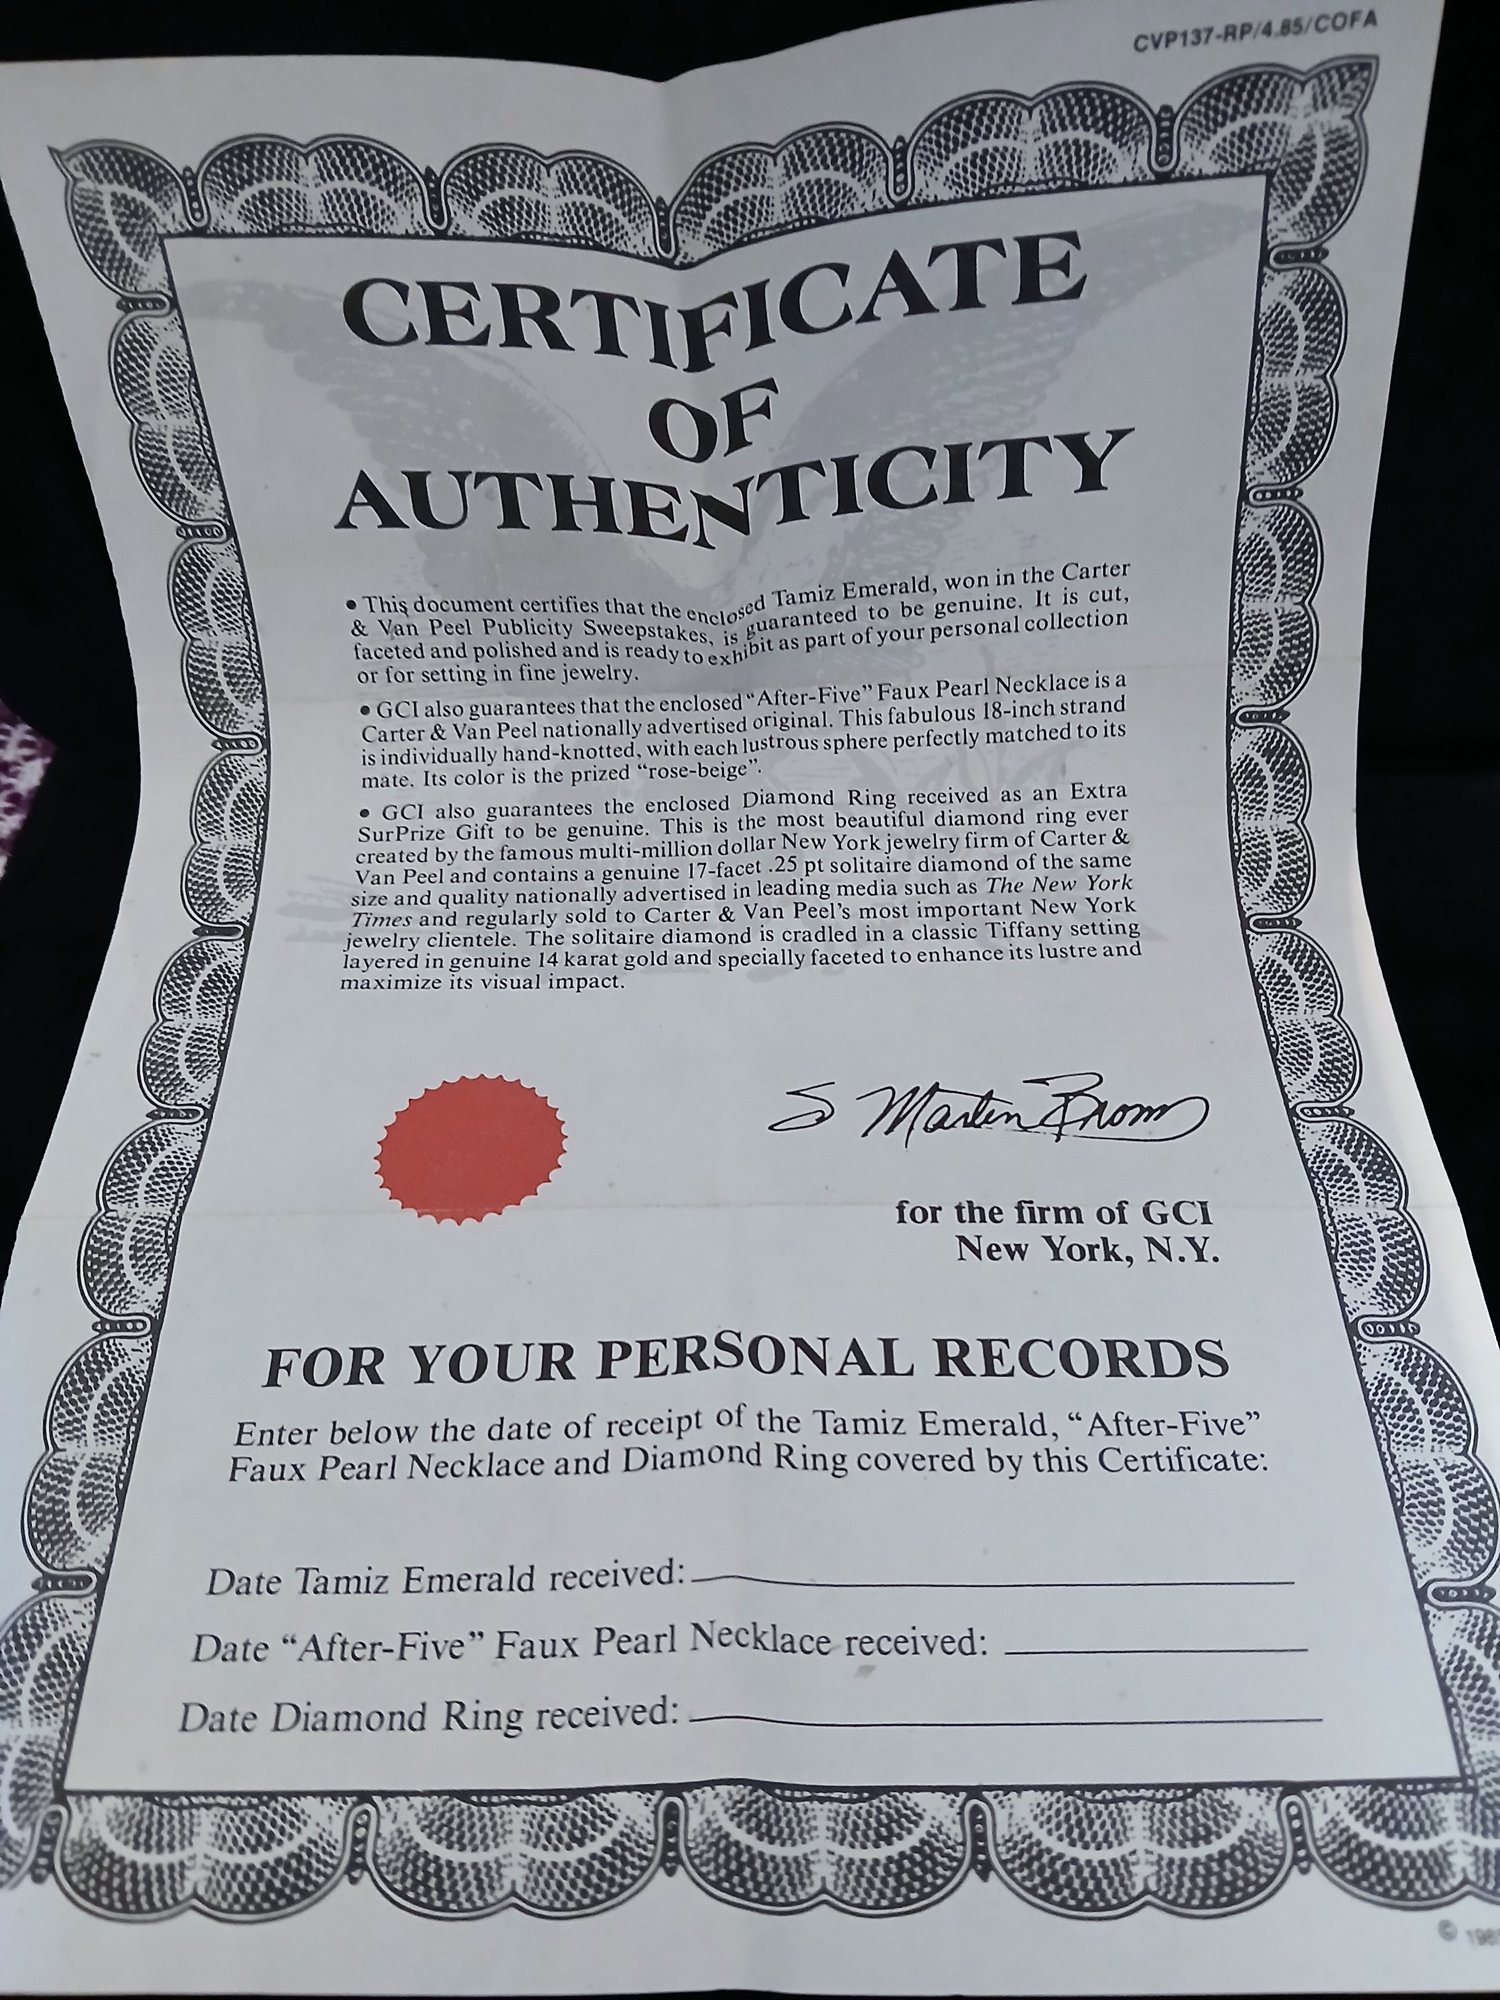 CVP137-RP/4.85/COFA
CERTIFICATE
OF
AUTHENTICITY
• This document certifies that the enclosed Tamiz Emerald, won in the Carter
& Van Peel Publicity Sweepstakes, is guaranteed to be genuine. It is cut,
faceted and polished and is ready to exhibit as part of your personal collection
or for setting in fine jewelry.
• GCI also guarantees that the enclosed "After-Five" Faux Pearl Necklace is a
Carter & Van Peel nationally advertised original. This fabulous 18-inch strand
is individually hand-knotted, with each lustrous sphere perfectly matched to its
mate. Its color is the prized "rose-beige".
• GCI also guarantees the enclosed Diamond Ring received as an Extra
SurPrize Gift to be genuine. This is the most beautiful diamond ring ever
created by the famous multi-million dollar New York jewelry firm of Carter &
Van Peel and contains a genuine 17-facet .25 pt solitaire diamond of the same
size and quality nationally advertised in leading media such as The New York
Times and regularly sold to Carter & Van Peel's most important New York
jewelry clientele. The solitaire diamond is cradled in a classic Tiffany setting
layered in genuine 14 karat gold and specially faceted to enhance its lustre and
maximize its visual impact.
S Martin
for the firm of GCI
New York, N.Y.
FOR YOUR PERSONAL RECORDS
Enter below the date of receipt of the Tamiz Emerald, "After-Five"
Faux Pearl Necklace and Diamond Ring covered by this Certificate:
Date Tamiz Emerald received:
Date "After-Five" Faux Pearl Necklace received:
Date Diamond Ring received:
©